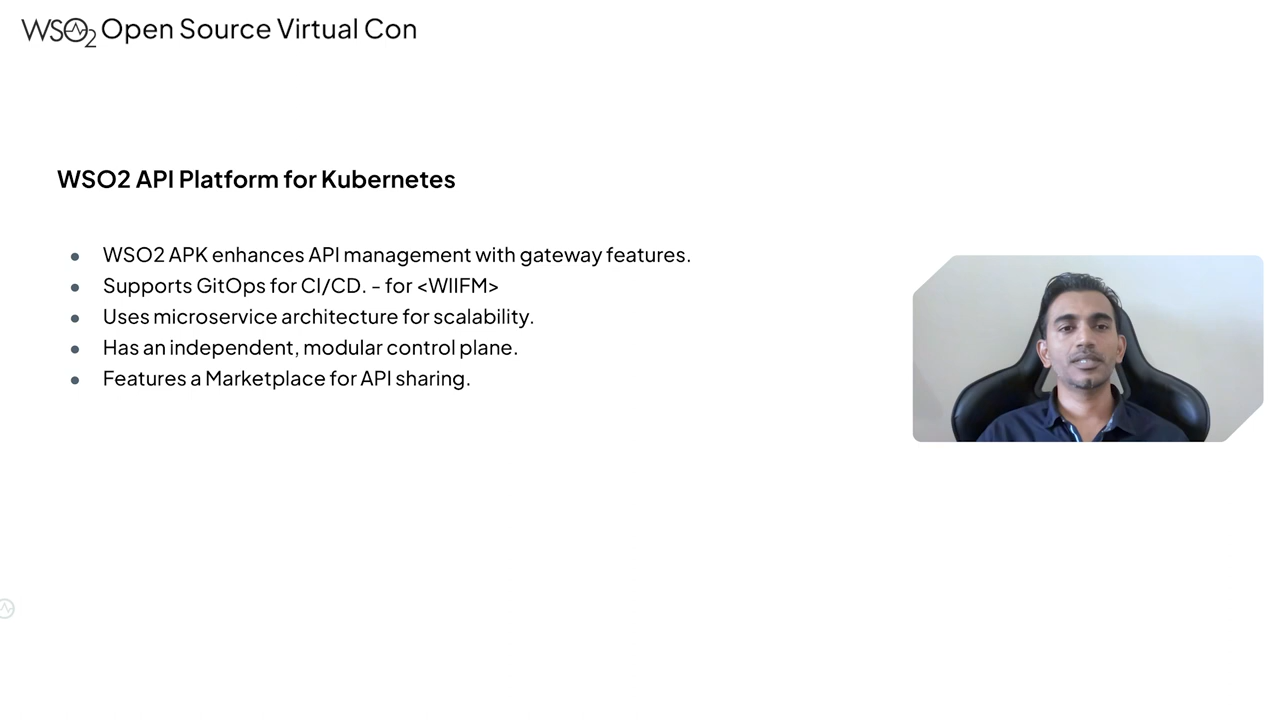 WSO2 Open Source Virtual Con
WSO2 API Platform for Kubernetes
● WSO2 APK enhances API management with gateway features.
● Supports GitOps for CI/CD. - for <WIIFM>
● Uses microservice architecture for scalability.
● Has an independent, modular control plane.
● Features a Marketplace for API sharing.